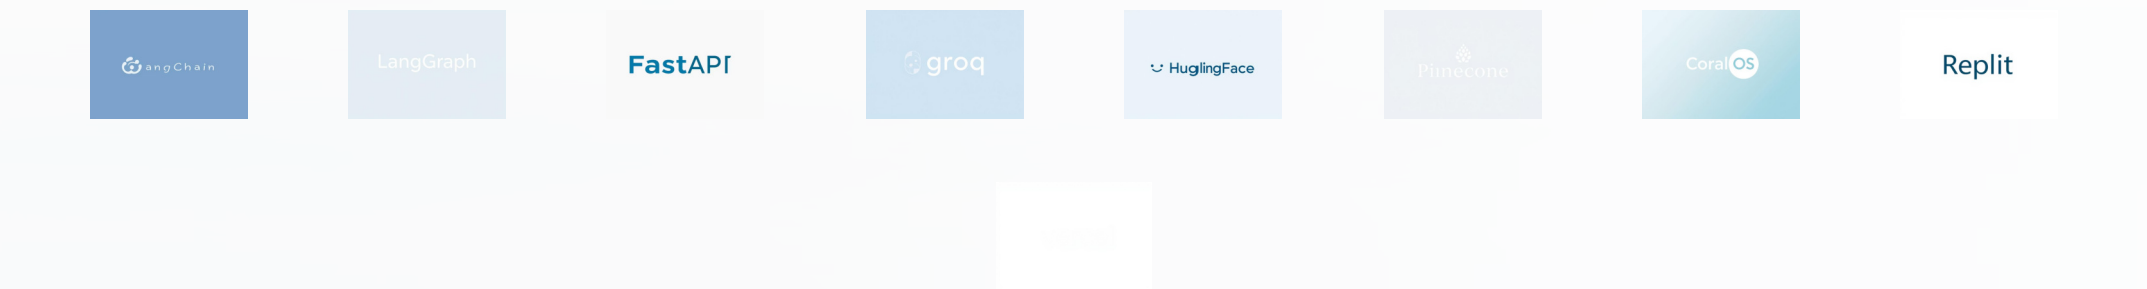 angChain
LangGraph
FastAPI
groq
HuglingFace
Pinecone
CoralOS
Replit